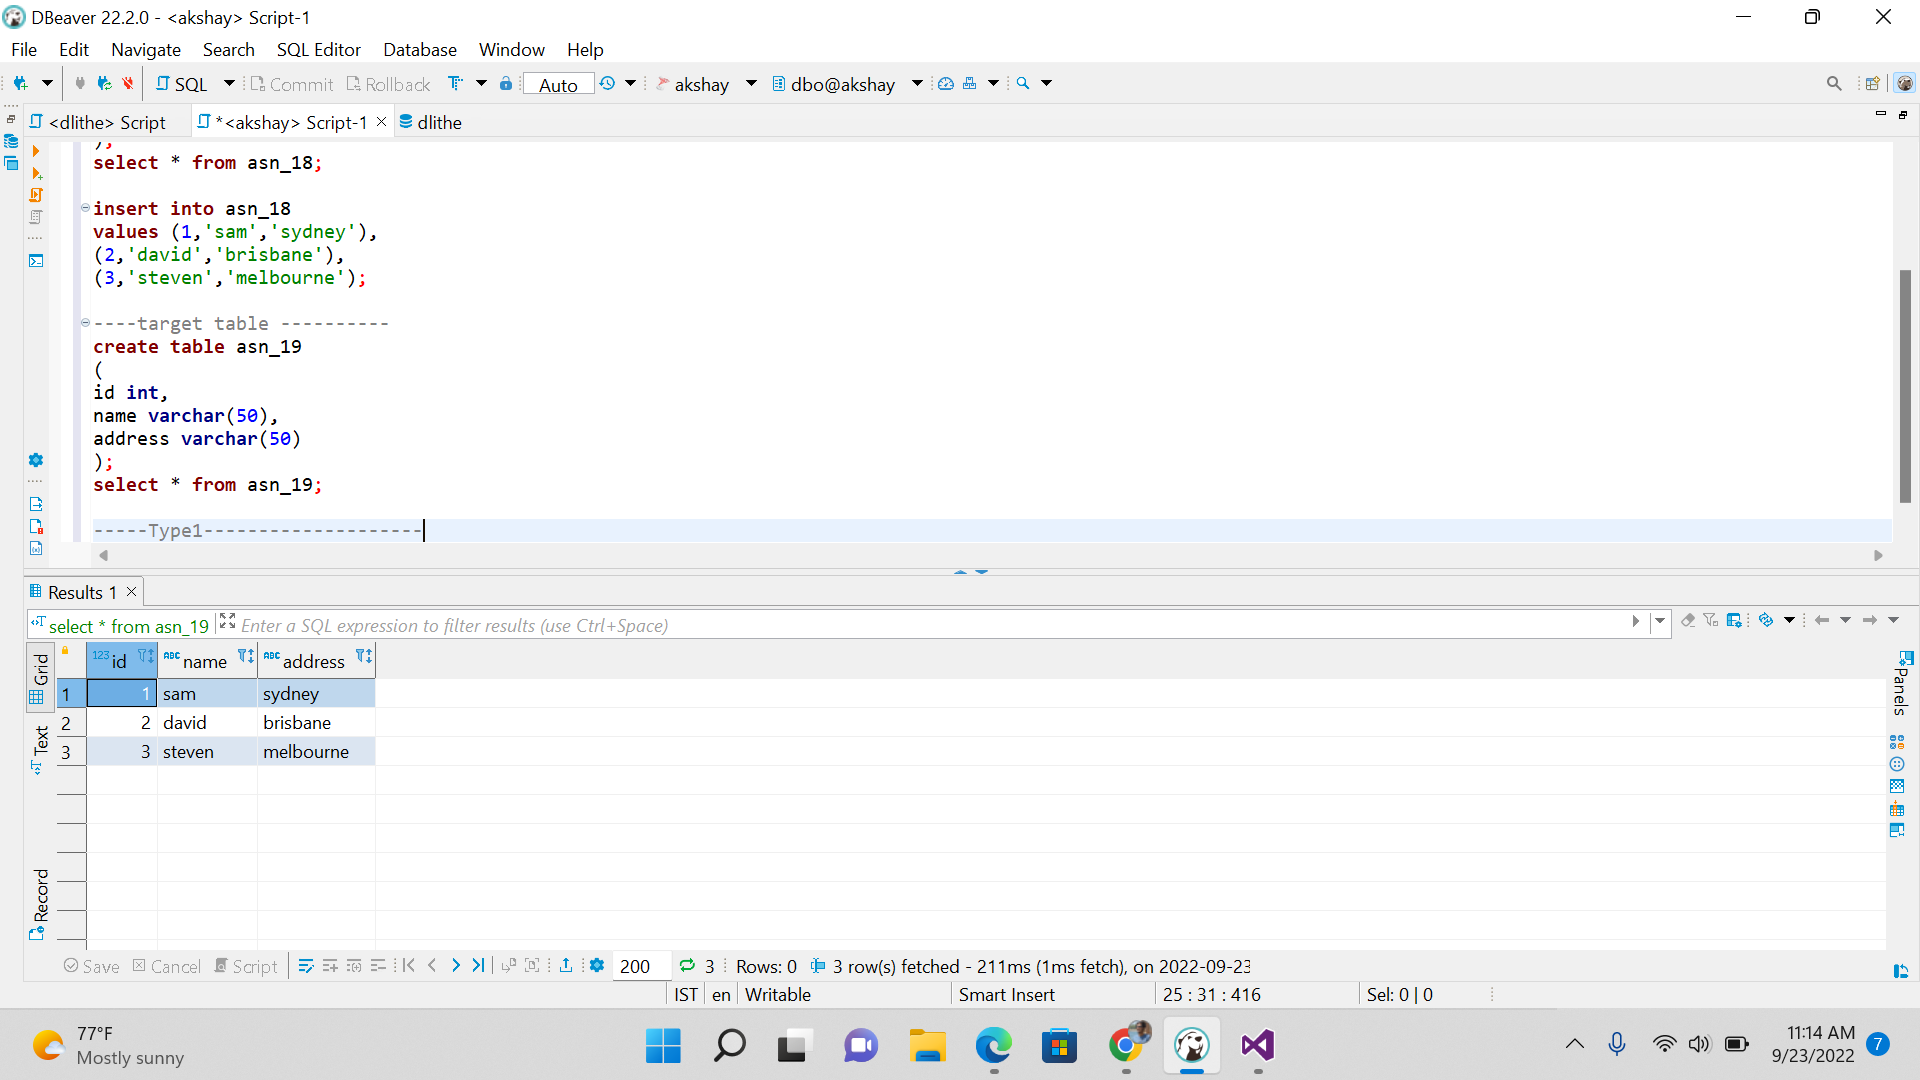 DBeaver 22.2.0 - <akshay> Script-1
File Edit Navigate Search SQL Editor Database Window Help
SQL Commit Rollback Auto akshay dbo@akshay
<dlithe> Script *<akshay> Script-1 dlithe
);
select * from asn_18;
insert into asn_18
values (1,'sam','sydney'),
(2,'david','brisbane'),
(3,'steven','melbourne');
----target table ----------
create table asn_19
(
id int,
name varchar(50),
address varchar(50)
);
select * from asn_19;
-----Type1--------------------
Results 1
select * from asn_19 Enter a SQL expression to filter results (use Ctrl+Space)
Grid
Text
Record
Panels
123 id ABC name ABC address
1 1 sam sydney
2 2 david brisbane
3 3 steven melbourne
Save Cancel Script 200 3 Rows: 0 3 row(s) fetched - 211ms (1ms fetch), on 2022-09-23
IST en Writable Smart Insert 25 : 31 : 416 Sel: 0 | 0
77°F
Mostly sunny
11:14 AM
9/23/2022
7